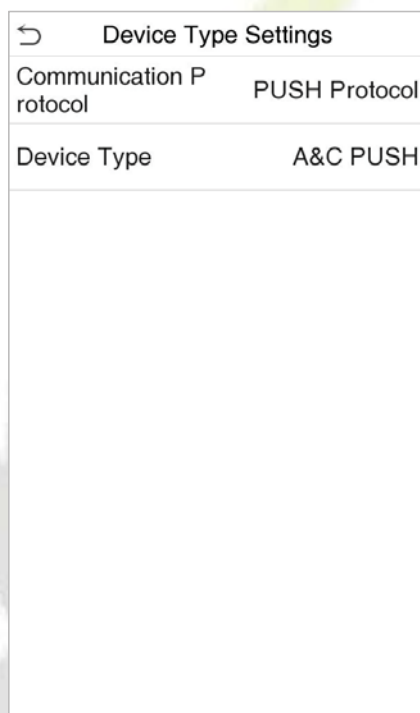 Device Type Settings
Communication P
rotocol
PUSH Protocol
Device Type
A&C PUSH